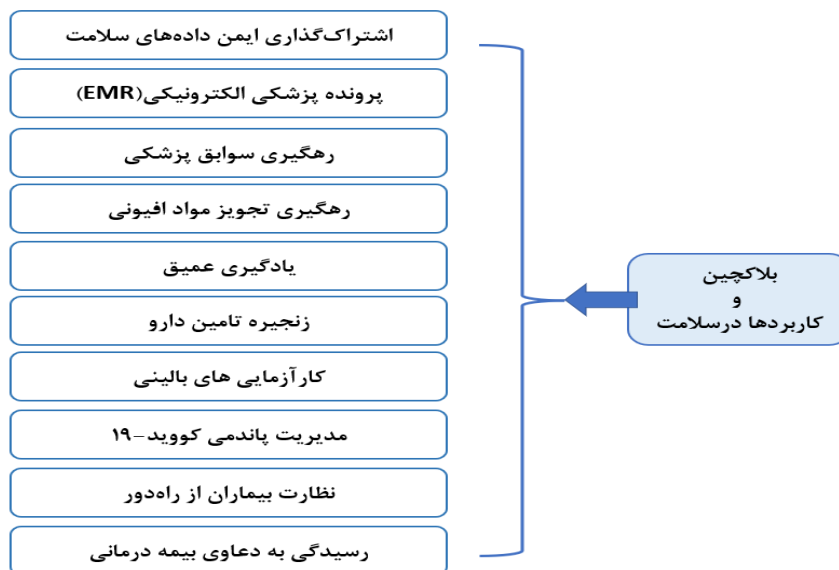 بلاکچین
و
کاربردها درسلامت
اشتراک‌گذاری ایمن داده‌های سلامت
پرونده پزشکی الکترونیکی(EMR)
رهگیری سوابق پزشکی
رهگیری تجویز مواد افیونی
یادگیری عمیق
زنجیره تامین دارو
کارآزمایی های بالینی
مدیریت پاندمی کووید-۱۹
نظارت بیماران از راه‌دور
رسیدگی به دعاوی بیمه درمانی